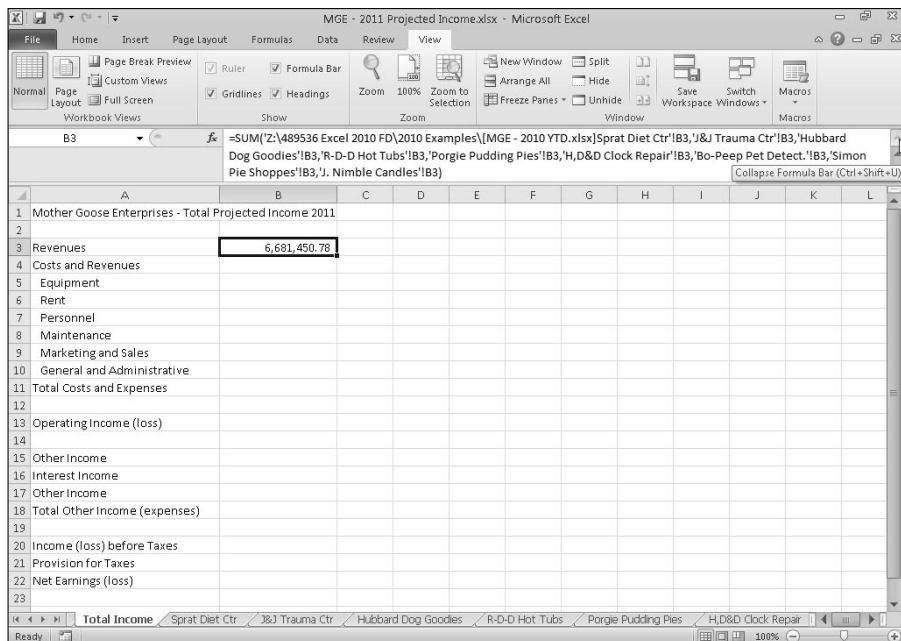 MGE - 2011 Projected Income.xlsx - Microsoft Excel
File Home Insert Page Layout Formulas Data Review View
Normal
Page Layout
Page Break Preview
Custom Views
Full Screen
Workbook Views
Ruler
Formula Bar
Gridlines
Headings
Show
Zoom
100%
Zoom to Selection
Zoom
New Window
Arrange All
Freeze Panes
Split
Hide
Unhide
Save Workspace
Switch Windows
Window
Macros
Macros
B3
fx
=SUM('Z:\489536 Excel 2010 FD\2010 Examples\[MGE - 2010 YTD.xlsx]Sprat Diet Ctr'!B3,'J&J Trauma Ctr'!B3,'Hubbard
Dog Goodies'!B3,'R-D-D Hot Tubs'!B3,'Porgie Pudding Pies'!B3,'H,D&D Clock Repair'!B3,'Bo-Peep Pet Detect.'!B3,'Simon
Pie Shoppes'!B3,'J. Nimble Candles'!B3)
Collapse Formula Bar (Ctrl+Shift+U)
A B C D E F G H I J K L
1 Mother Goose Enterprises - Total Projected Income 2011
2
3 Revenues 6,681,450.78
4 Costs and Revenues
5 Equipment
6 Rent
7 Personnel
8 Maintenance
9 Marketing and Sales
10 General and Administrative
11 Total Costs and Expenses
12
13 Operating Income (loss)
14
15 Other Income
16 Interest Income
17 Other Income
18 Total Other Income (expenses)
19
20 Income (loss) before Taxes
21 Provision for Taxes
22 Net Earnings (loss)
23
Total Income Sprat Diet Ctr J&J Trauma Ctr Hubbard Dog Goodies R-D-D Hot Tubs Porgie Pudding Pies H,D&D Clock Repair
Ready 100%